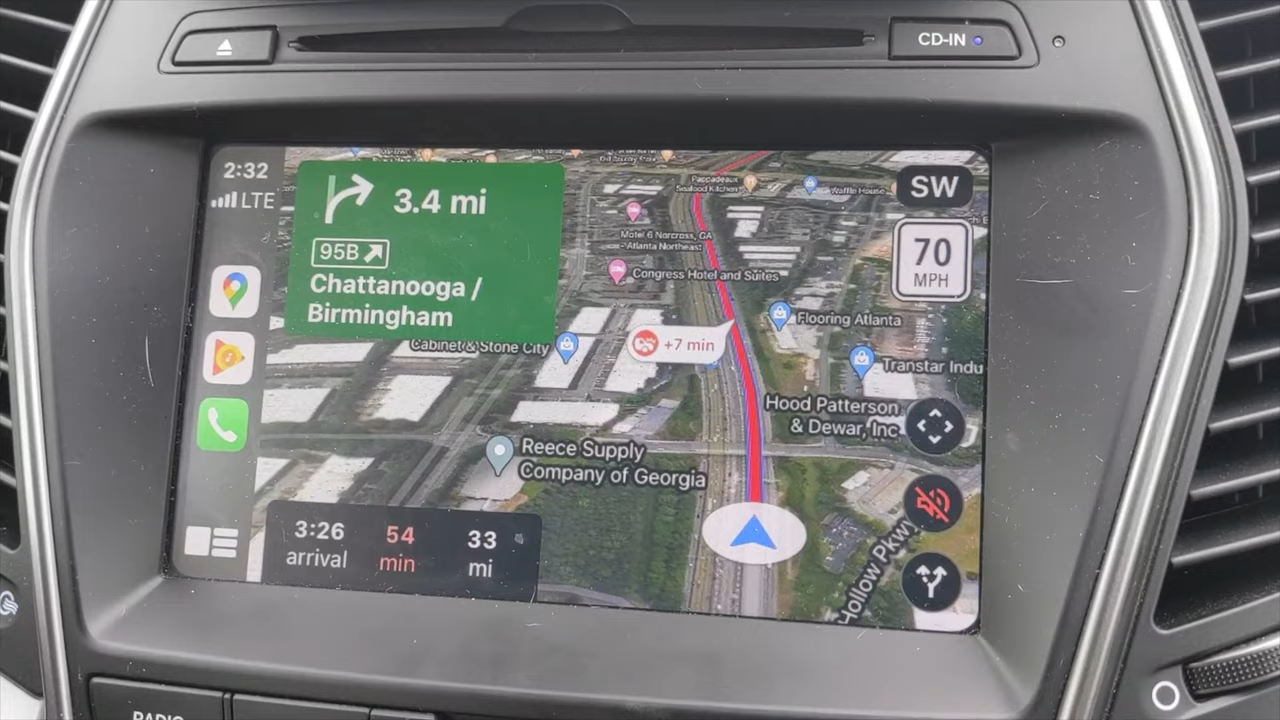 CD-IN
2:32
LTE
3.4 mi
95B
Chattanooga /
Birmingham
Pappadeaux
Seafood Kitchen
Waffle House
SW
70
MPH
Motel 6 Norcross, GA
- Atlanta Northeast
Congress Hotel and Suites
Flooring Atlanta
Cabinet & Stone City
+7 min
Transtar Indu
Hood Patterson
& Dewar, Inc
Reece Supply
Company of Georgia
Hollow Pkwy
3:26
arrival
54
min
33
mi
RADIO